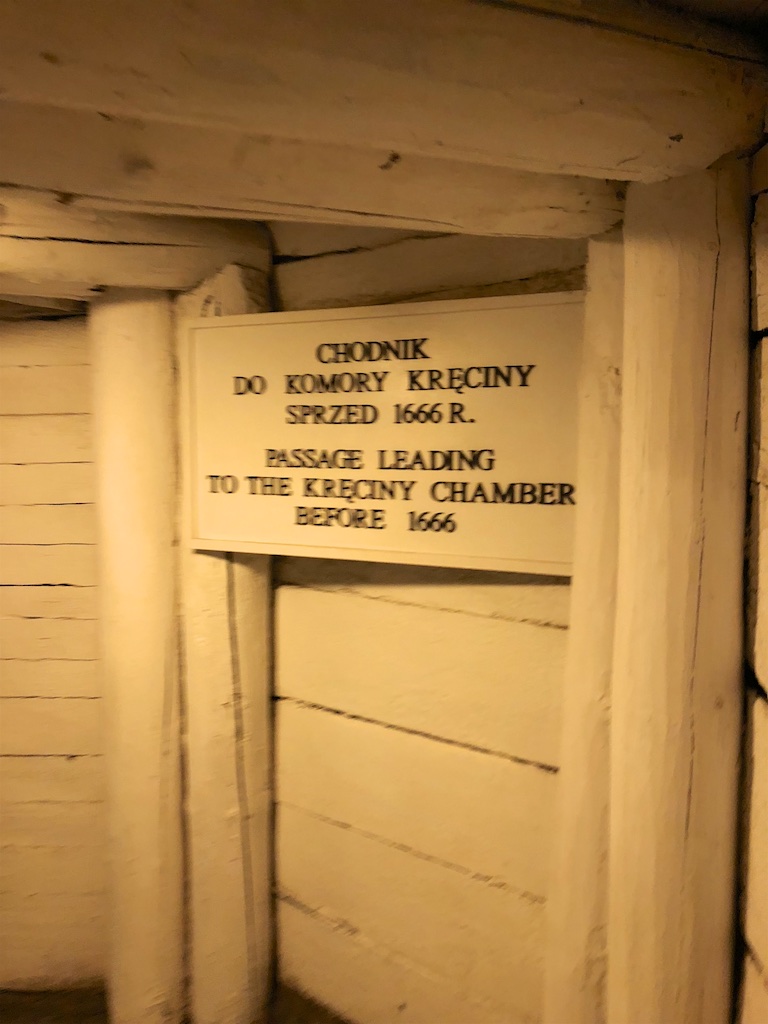 CHODNIK
DO KOMORY KRĘCINY
SPRZED 1666 R.
PASSAGE LEADING
TO THE KRĘCINY CHAMBER
BEFORE 1666